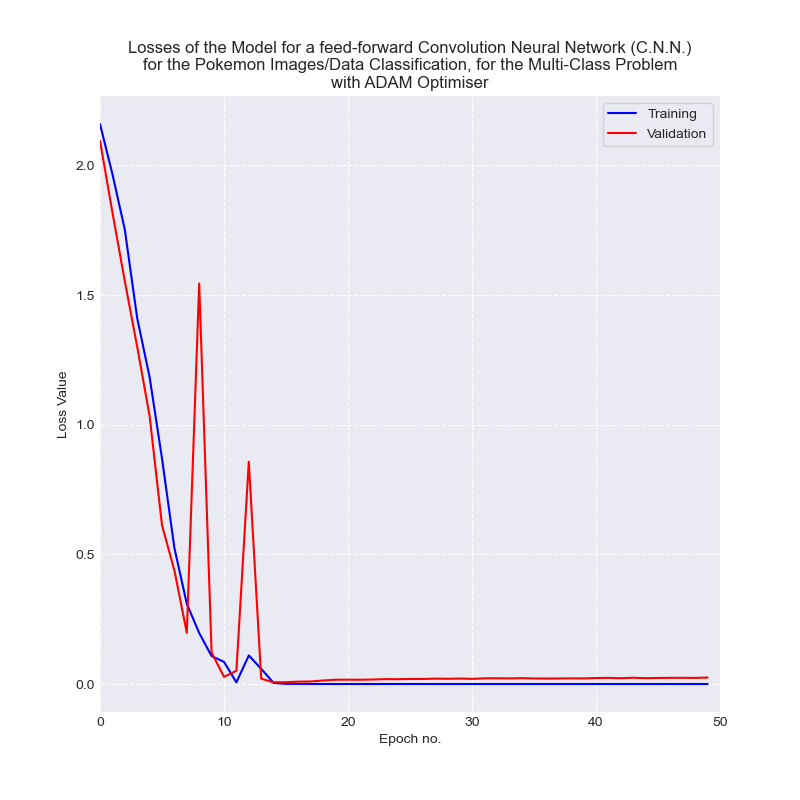 Losses of the Model for a feed-forward Convolution Neural Network (C.N.N.)
for the Pokemon Images/Data Classification, for the Multi-Class Problem
with ADAM Optimiser
Training
Validation
2.0
1.5
1.0
0.5
0.0
Loss Value
0 10 20 30 40 50
Epoch no.